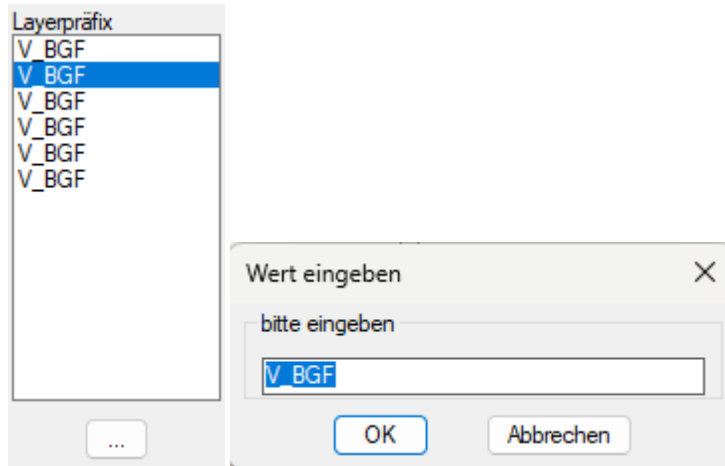 Layerpräfix
V_BGF
V_BGF
V_BGF
V_BGF
V_BGF
V_BGF
...
Wert eingeben
bitte eingeben
V_BGF
OK
Abbrechen